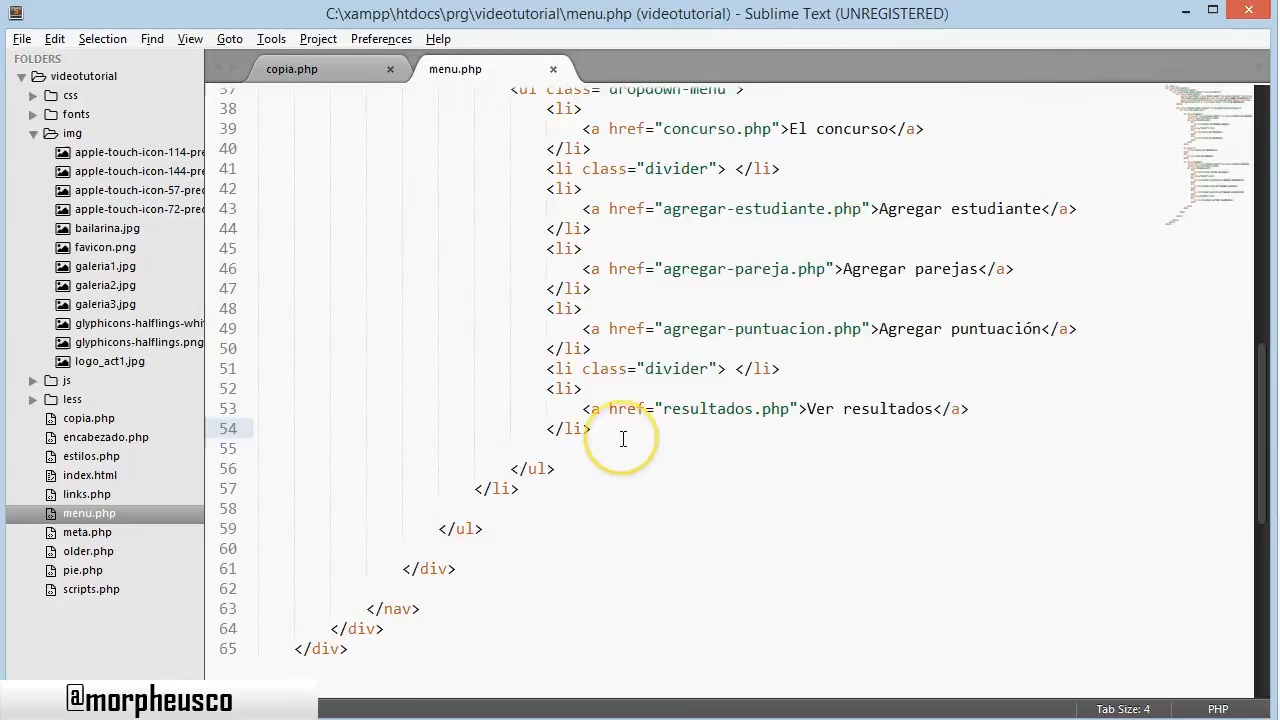 C:\xampp\htdocs\prg\videotutorial\menu.php (videotutorial) - Sublime Text (UNREGISTERED)
File Edit Selection Find View Goto Tools Project Preferences Help
FOLDERS
videotutorial
css
fonts
img
apple-touch-icon-114-pre
apple-touch-icon-144-pre
apple-touch-icon-57-prec
apple-touch-icon-72-prec
bailarina.jpg
favicon.png
galeria1.jpg
galeria2.jpg
galeria3.jpg
glyphicons-halflings-whit
glyphicons-halflings.png
logo_act1.jpg
js
less
copia.php
encabezado.php
estilos.php
index.html
links.php
menu.php
meta.php
older.php
pie.php
scripts.php
copia.php menu.php
37 <ul class="dropdown-menu">
38 <li>
39 <a href="concurso.php">El concurso</a>
40 </li>
41 <li class="divider"> </li>
42 <li>
43 <a href="agregar-estudiante.php">Agregar estudiante</a>
44 </li>
45 <li>
46 <a href="agregar-pareja.php">Agregar parejas</a>
47 </li>
48 <li>
49 <a href="agregar-puntuacion.php">Agregar puntuación</a>
50 </li>
51 <li class="divider"> </li>
52 <li>
53 <a href="resultados.php">Ver resultados</a>
54 </li>
55
56 </ul>
57 </li>
58
59 </ul>
60
61 </div>
62
63 </nav>
64 </div>
65 </div>
@morpheusco
Tab Size: 4 PHP